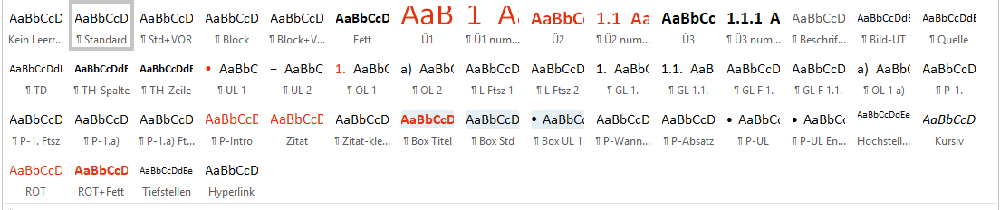 AaBbCcD AaBbCcD AaBbCcD AaBbCcD AaBbCcD AaBbCcD AaB 1 A AaBbCc 1.1 Aa AaBbCc 1.1.1 A AaBbCcD AaBbCcDdE AaBbCcDdE
Kein Leerr... ¶ Standard ¶ Std+VOR ¶ Block ¶ Block+V... Fett Ü1 ¶ Ü1 num... Ü2 ¶ Ü2 num... Ü3 ¶ Ü3 num... ¶ Beschrif... ¶ Bild-UT ¶ Quelle
AaBbCcDdE AaBbCcDdE AaBbCcDdE • AaBbC – AaBbC 1. AaBbC a) AaBbC AaBbCcD AaBbCcD 1. AaBbC 1.1. AaB AaBbCcD AaBbCcD a) AaBbC AaBbCcD
¶ TD ¶ TH-Spalte ¶ TH-Zeile ¶ UL 1 ¶ UL 2 ¶ OL 1 ¶ OL 2 ¶ L Ftsz 1 ¶ L Ftsz 2 ¶ GL 1. ¶ GL 1.1. ¶ GL F 1. ¶ GL F 1.1. ¶ OL 1 a) ¶ P-1.
AaBbCcD AaBbCcD AaBbCcD AaBbCcD AaBbCcD AaBbCcD AaBbCcD AaBbCcD • AaBbCc AaBbCcD AaBbCcD • AaBbCc • AaBbCc AaBbCcDdEe AaBbCcD
¶ P-1. Ftsz ¶ P-1.a) ¶ P-1.a) Ft... ¶ P-Intro Zitat ¶ Zitat-kle... ¶ Box Titel ¶ Box Std ¶ Box UL 1 ¶ P-Wann... ¶ P-Absatz ¶ P-UL ¶ P-UL En... Hochstell... Kursiv
AaBbCcD AaBbCcD AaBbCcDdEe AaBbCcD
ROT ROT+Fett Tiefstellen Hyperlink